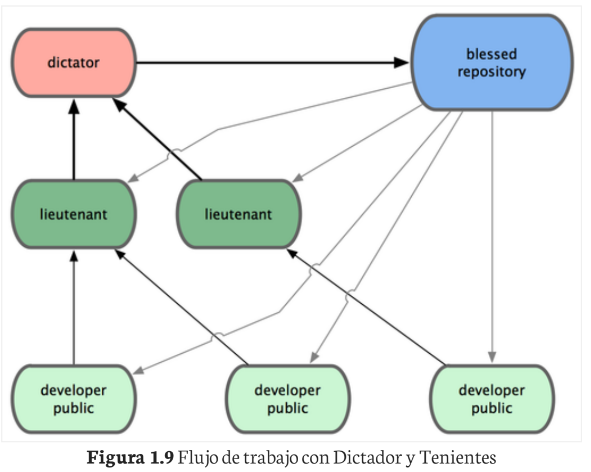 dictator
blessed
repository
lieutenant
lieutenant
developer
public
developer
public
developer
public
Figura 1.9 Flujo de trabajo con Dictador y Tenientes